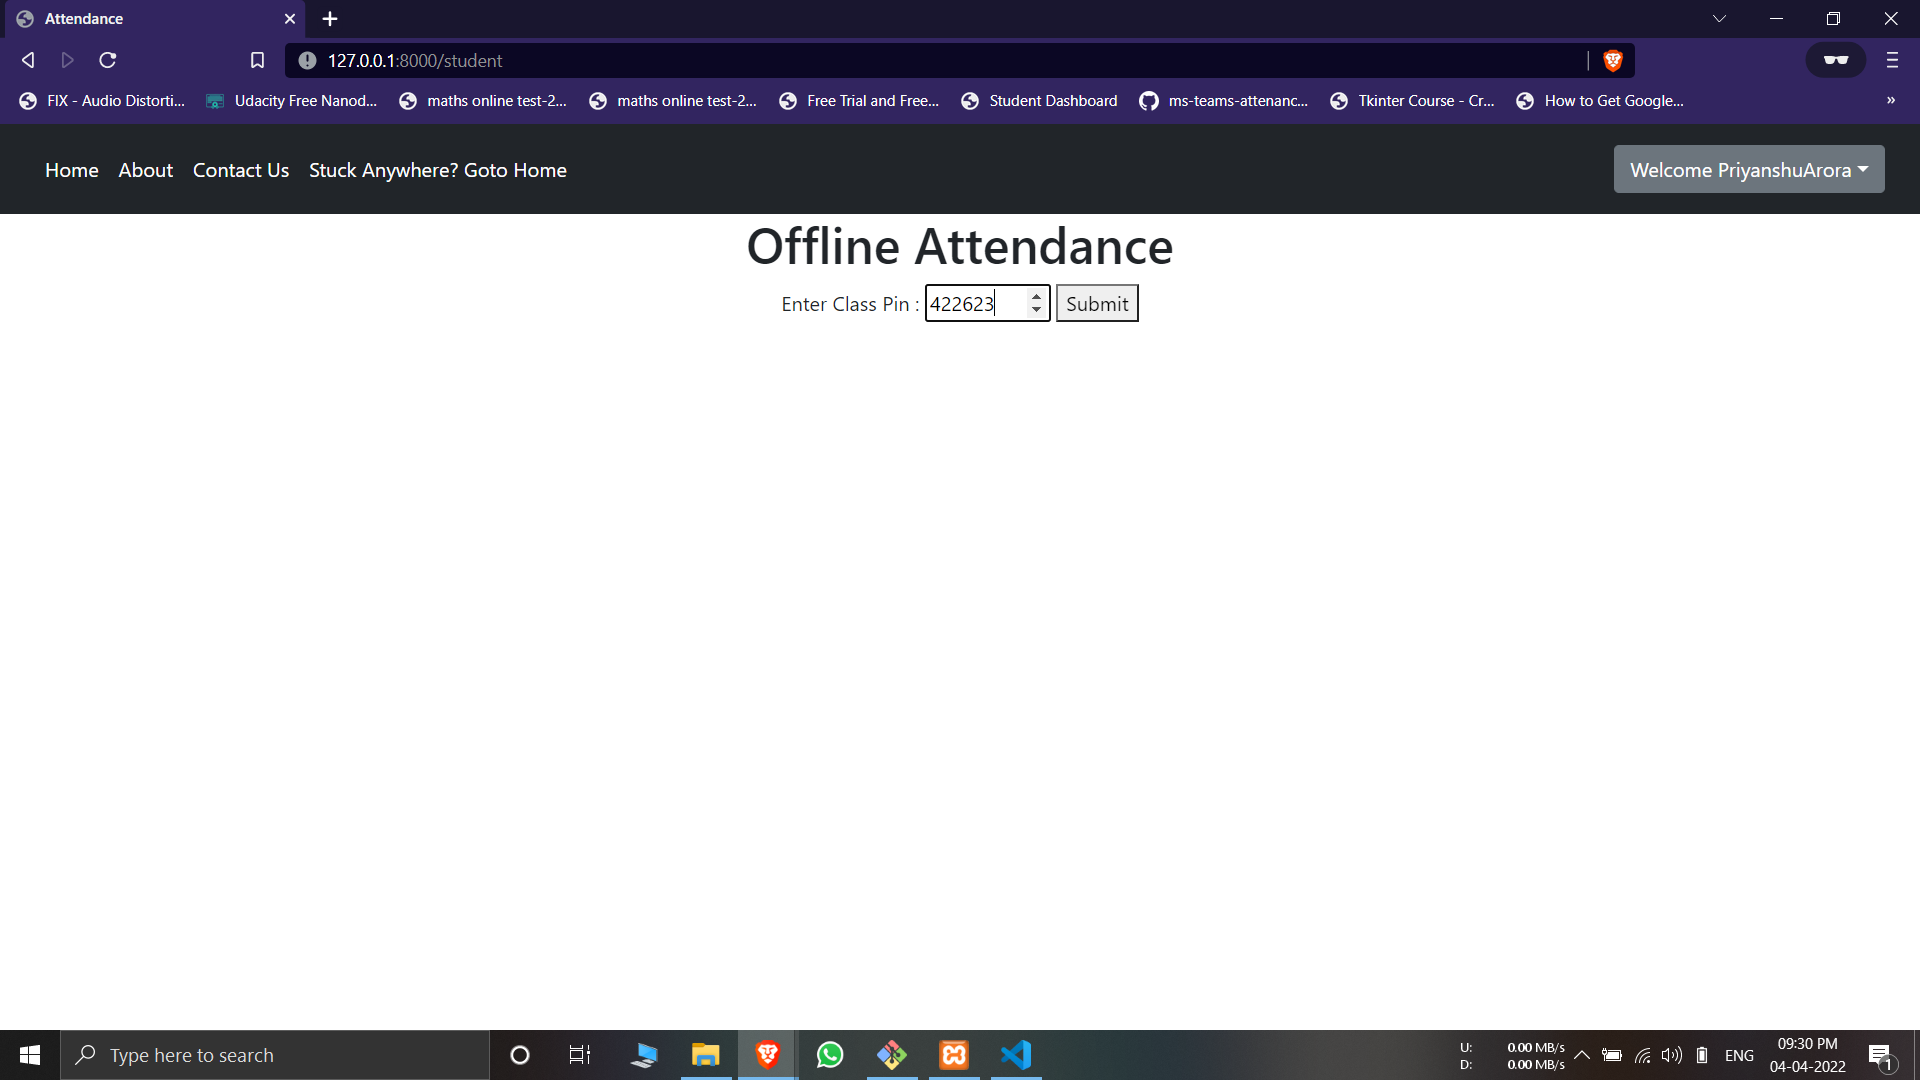 Attendance
127.0.0.1:8000/student
FIX - Audio Distorti...
Udacity Free Nanod...
maths online test-2...
maths online test-2...
Free Trial and Free...
Student Dashboard
ms-teams-attenanc...
Tkinter Course - Cr...
How to Get Google...
»
Home About Contact Us Stuck Anywhere? Goto Home
Welcome PriyanshuArora
Offline Attendance
Enter Class Pin : 422623 Submit
Type here to search
U: 0.00 MB/s
D: 0.00 MB/s
ENG
09:30 PM
04-04-2022
1